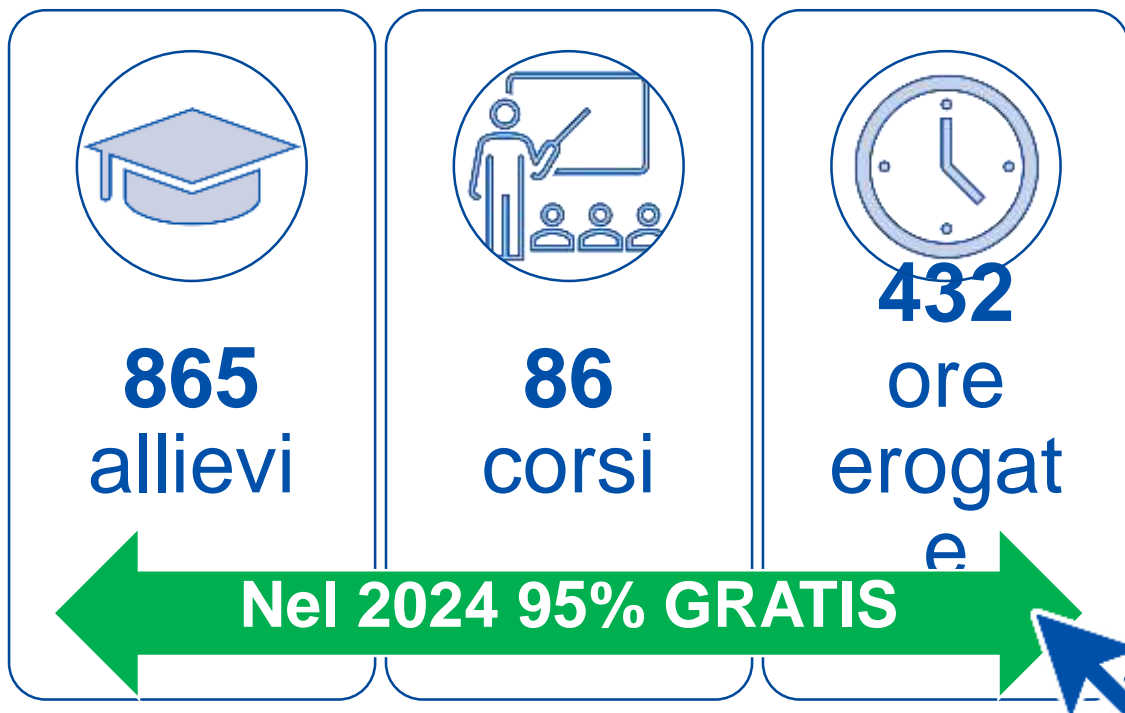 865
allievi
86
corsi
432
ore
erogat
e
Nel 2024 95% GRATIS